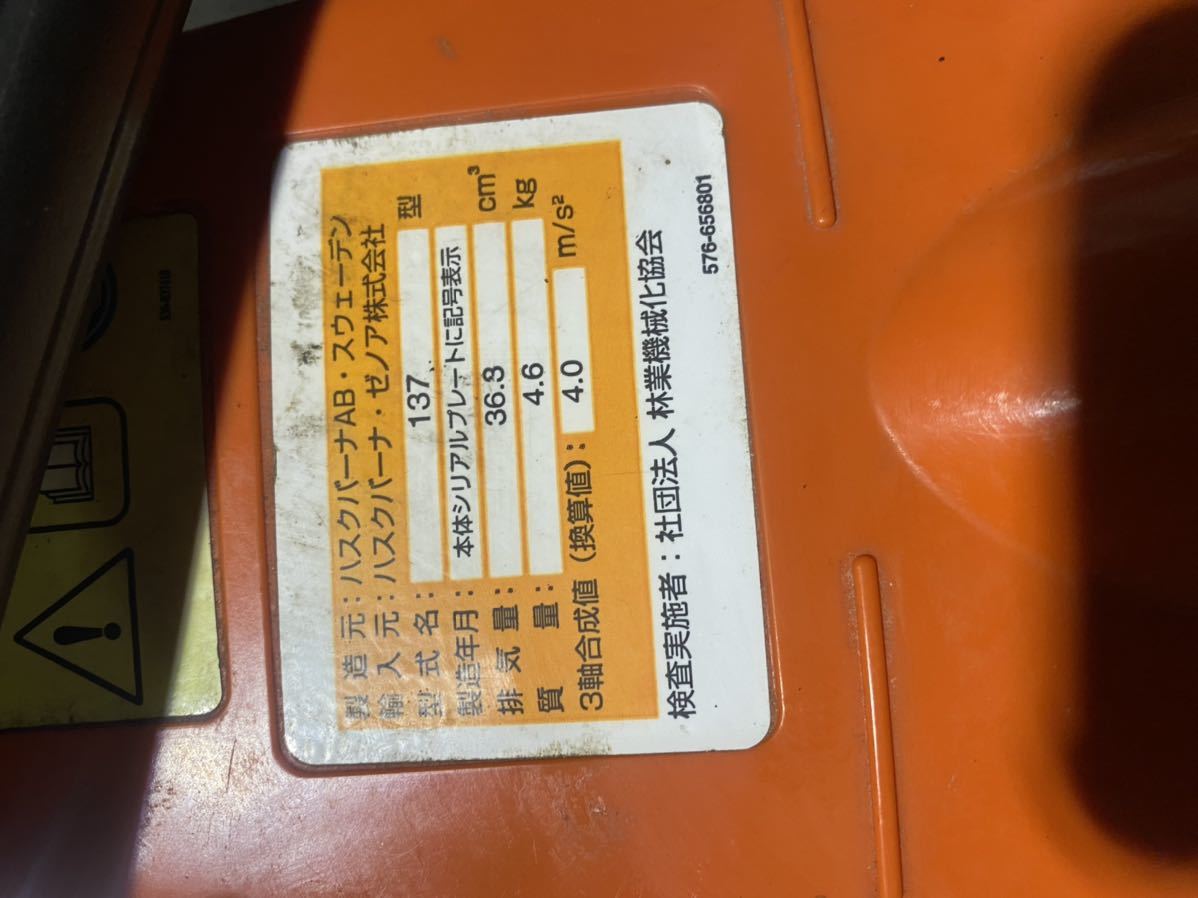 製造元：ハスクバーナAB・スウェーデン
輸入元：ハスクバーナ・ゼノア株式会社
型式名：137型
製造年月：本体シリアルプレートに記号表示
排気量：36.3 cm³
質量：4.6 kg
3軸合成値（換算値）：4.0 m/s²
検査実施者：社団法人 林業機械化協会
576-656801